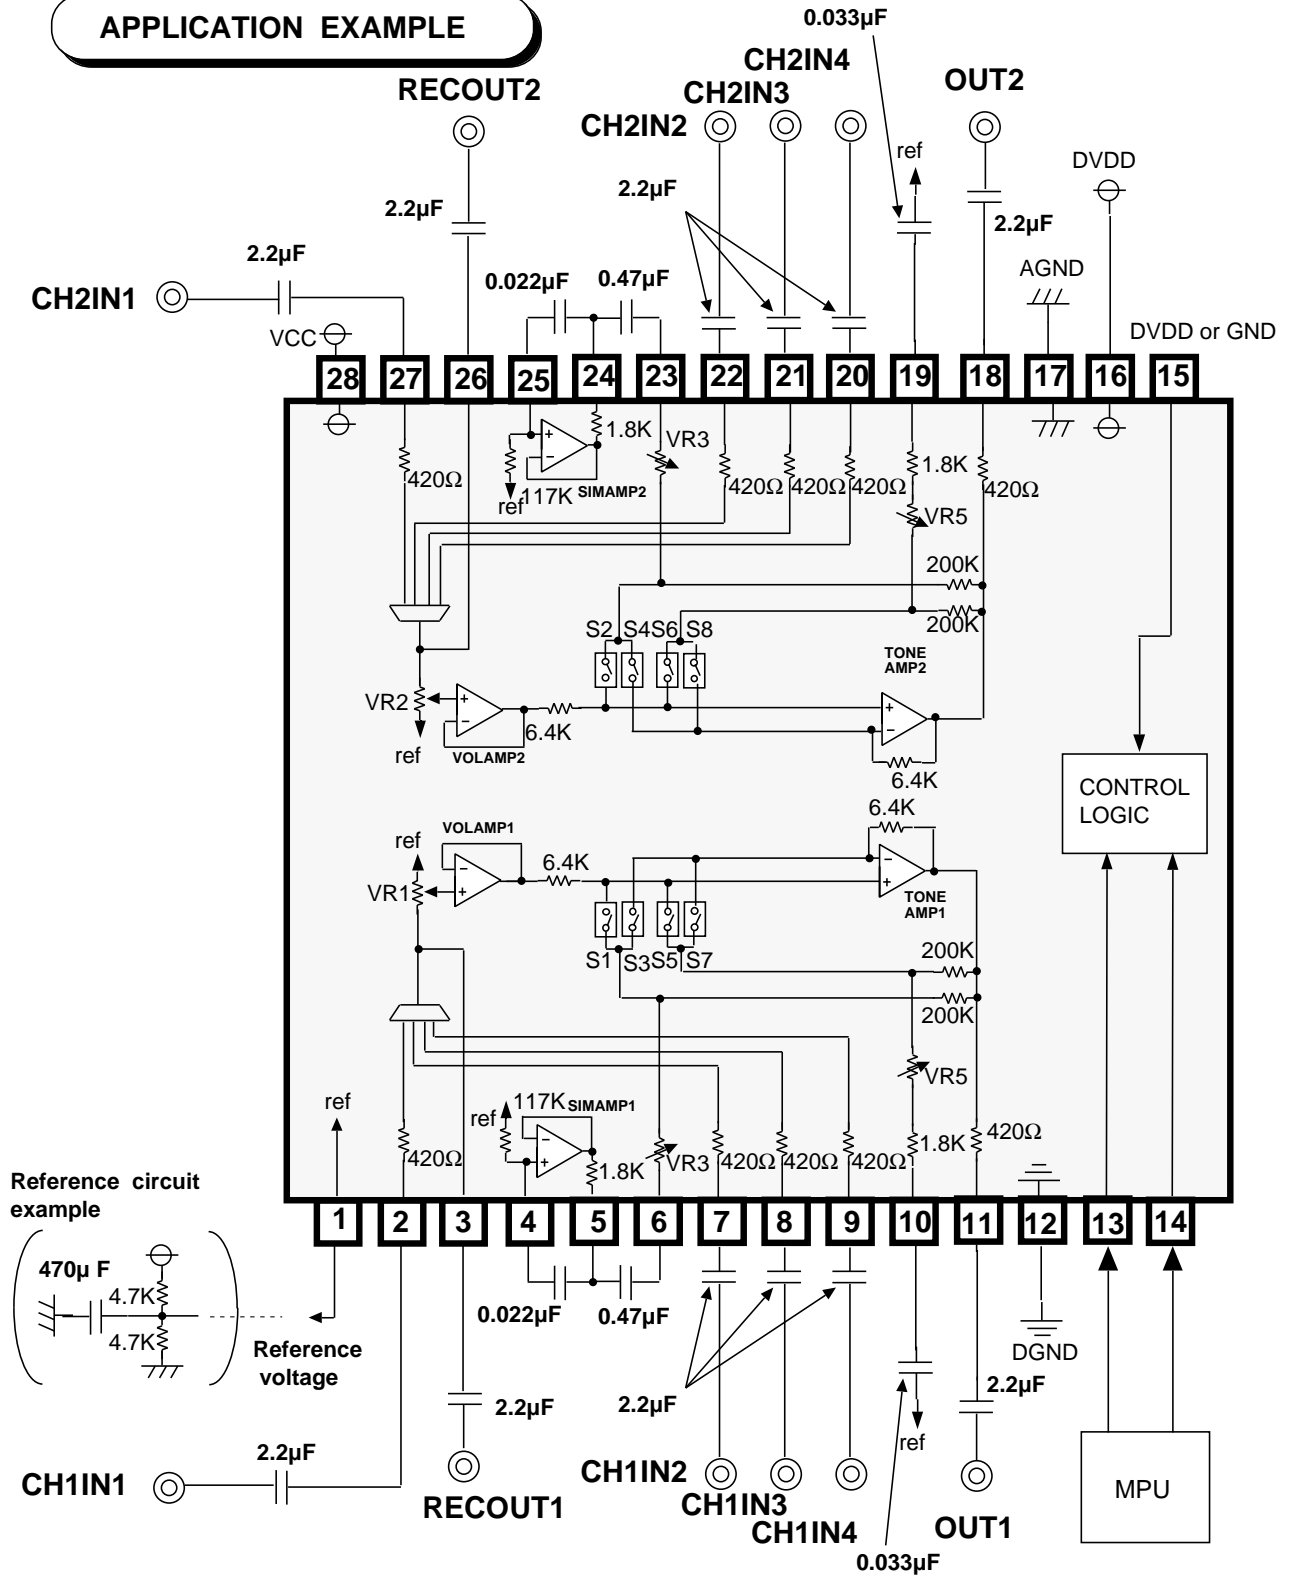 APPLICATION EXAMPLE
0.033µF
CH2IN4
RECOUT2
CH2IN3
OUT2
CH2IN2
ref
DVDD
2.2µF
2.2µF
2.2µF
2.2µF
AGND
CH2IN1
0.022µF
0.47µF
VCC
DVDD or GND
28
27
26
25
24
23
22
21
20
19
18
17
16
15
1.8K
VR3
1.8K
420Ω
117K
SIMAMP2
420Ω
420Ω
420Ω
420Ω
ref
VR5
200K
200K
S2
S4
S6
S8
TONE
AMP2
VR2
6.4K
ref
VOLAMP2
6.4K
CONTROL
LOGIC
6.4K
VOLAMP1
ref
6.4K
VR1
TONE
AMP1
S1
S3
S5
S7
200K
200K
VR5
ref
ref
117K
SIMAMP1
420Ω
1.8K
VR3
420Ω
420Ω
420Ω
1.8K
420Ω
Reference circuit
example
1
2
3
4
5
6
7
8
9
10
11
12
13
14
470µ F
4.7K
4.7K
0.022µF
0.47µF
Reference
voltage
DGND
2.2µF
2.2µF
2.2µF
ref
2.2µF
CH1IN1
RECOUT1
CH1IN2
CH1IN3
CH1IN4
OUT1
MPU
0.033µF